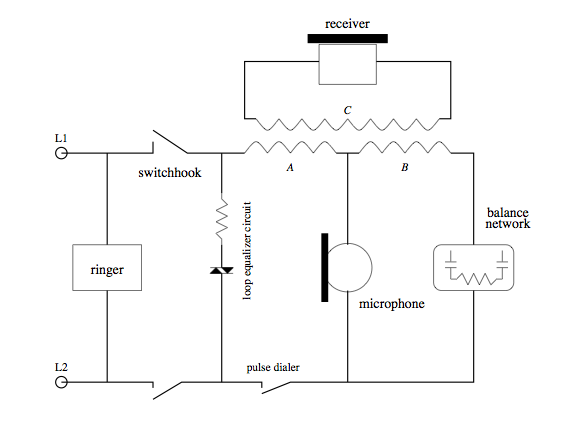 receiver
C
L1
A
B
switchhook
loop equalizer circuit
balance
network
ringer
microphone
L2
pulse dialer